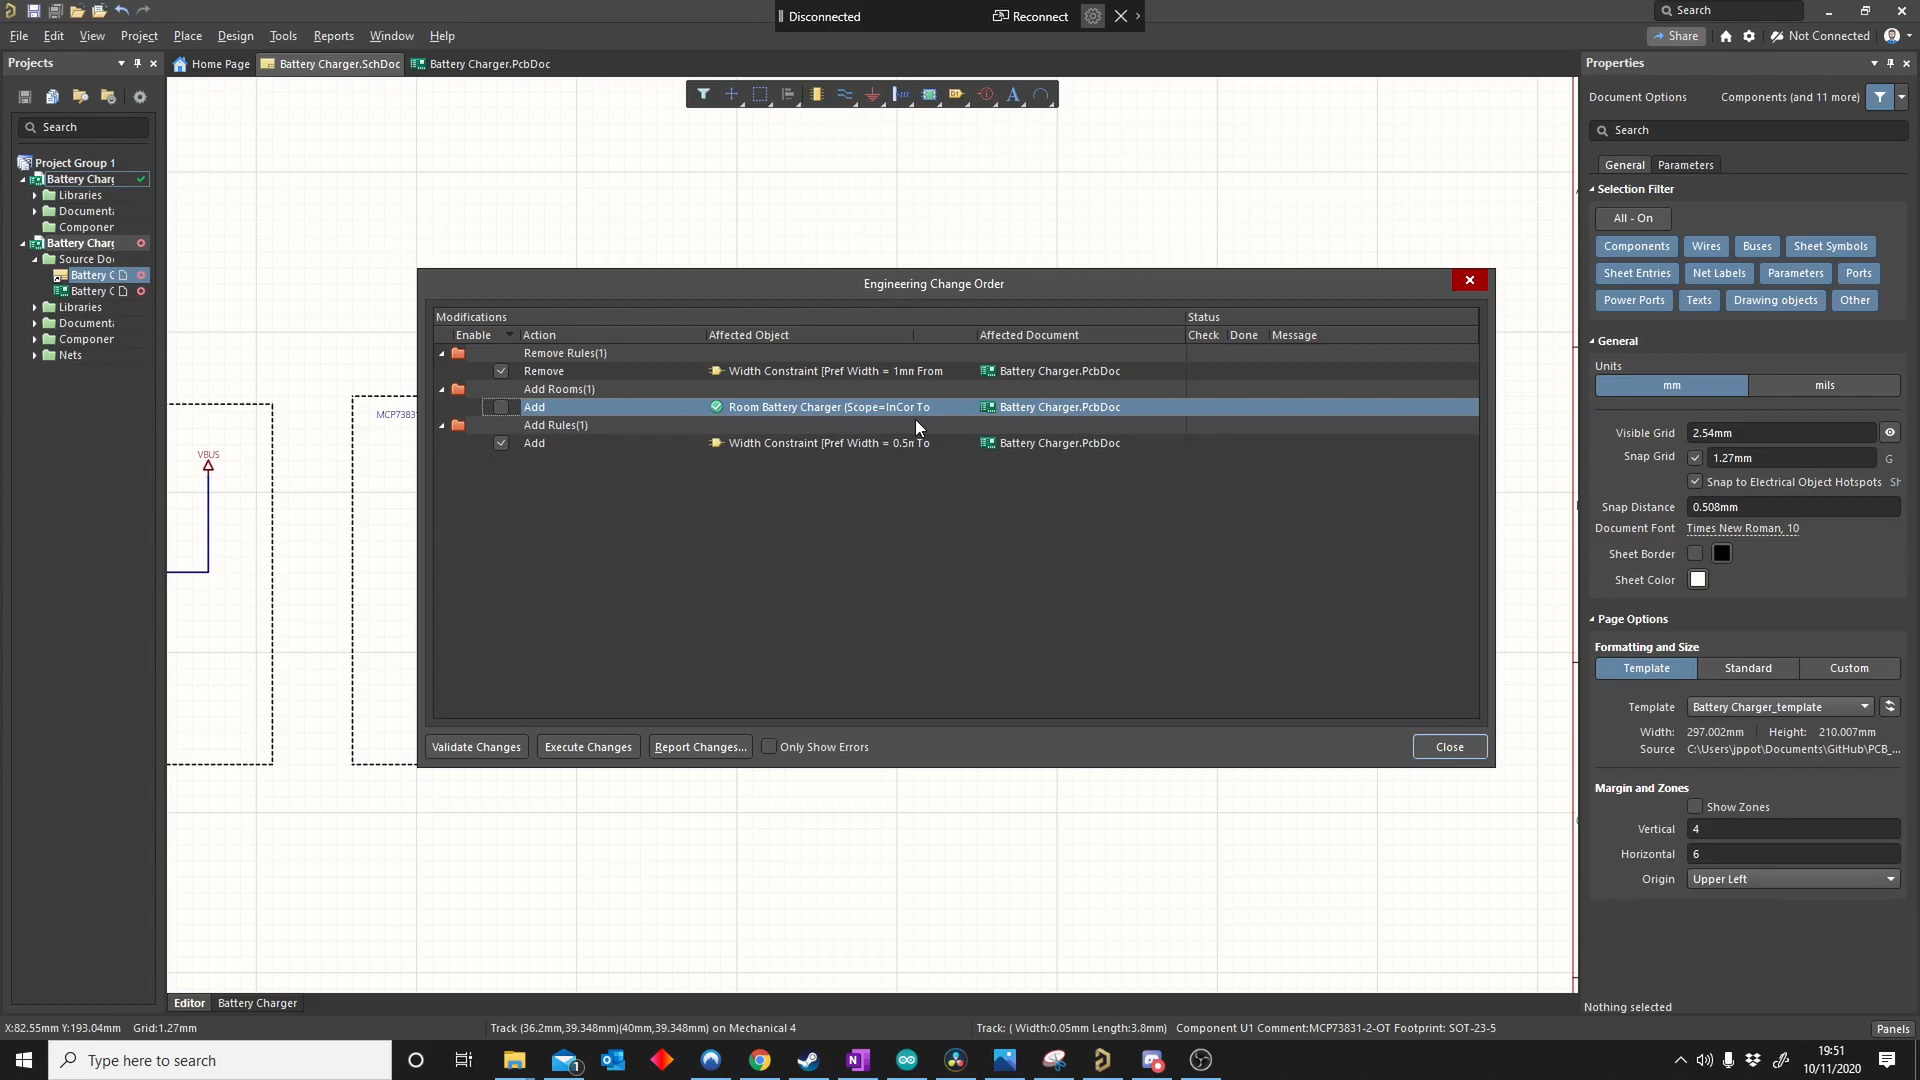 Disconnected
Reconnect
Search
File Edit View Project Place Design Tools Reports Window Help
Share
Not Connected
Projects
Home Page
Battery Charger.SchDoc
Battery Charger.PcbDoc
Properties
Document Options
Components (and 11 more)
Search
Search
General
Parameters
Project Group 1
Battery Charg
Libraries
Document
Componer
Battery Charg
Source Do
Battery C
Battery C
Libraries
Document
Componer
Nets
VBUS
MCP7383
Engineering Change Order
Modifications
Status
Enable
Action
Affected Object
Affected Document
Check
Done
Message
Remove Rules(1)
Remove
Width Constraint [Pref Width = 1mm From
Battery Charger.PcbDoc
Add Rooms(1)
Add
Room Battery Charger (Scope=InCor To
Battery Charger.PcbDoc
Add Rules(1)
Add
Width Constraint [Pref Width = 0.5m To
Battery Charger.PcbDoc
Validate Changes
Execute Changes
Report Changes...
Only Show Errors
Close
Selection Filter
All - On
Components
Wires
Buses
Sheet Symbols
Sheet Entries
Net Labels
Parameters
Ports
Power Ports
Texts
Drawing objects
Other
General
Units
mm
mils
Visible Grid
2.54mm
Snap Grid
1.27mm
G
Snap to Electrical Object Hotspots Sh
Snap Distance
0.508mm
Document Font
Times New Roman, 10
Sheet Border
Sheet Color
Page Options
Formatting and Size
Template
Standard
Custom
Template
Battery Charger_template
Width: 297.002mm
Height: 210.007mm
Source
C:\Users\jppot\Documents\GitHub\PCB_...
Margin and Zones
Show Zones
Vertical
4
Horizontal
6
Origin
Upper Left
Nothing selected
Editor
Battery Charger
X:82.55mm Y:193.04mm
Grid:1.27mm
Track (36.2mm,39.348mm)(40mm,39.348mm) on Mechanical 4
Track: ( Width:0.05mm Length:3.8mm)
Component U1 Comment:MCP73831-2-OT Footprint: SOT-23-5
Panels
Type here to search
1
19:51
10/11/2020